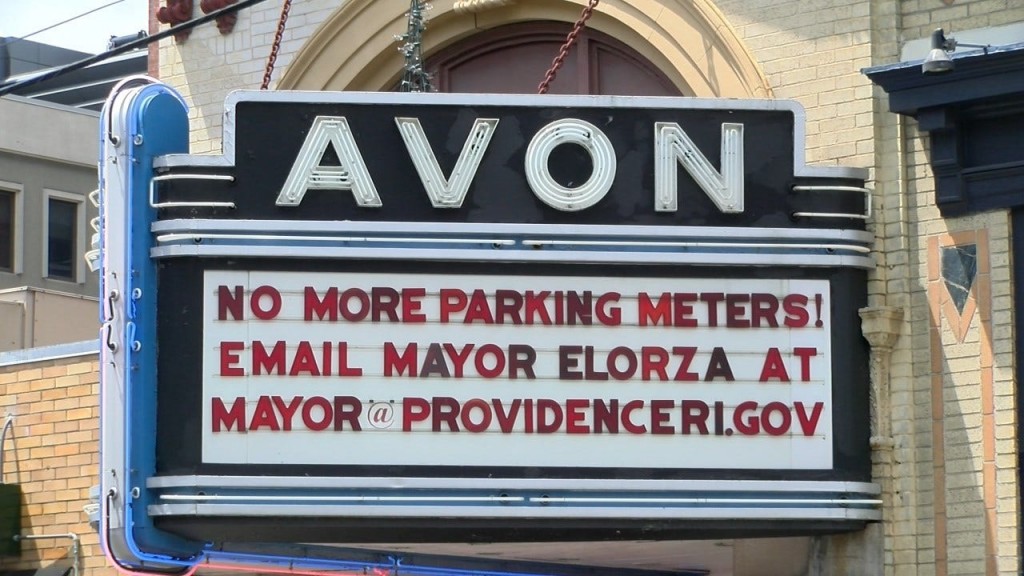 AVON
NO MORE PARKING METERS!
EMAIL MAYOR ELORZA AT
MAYOR@PROVIDENCERI.GOV